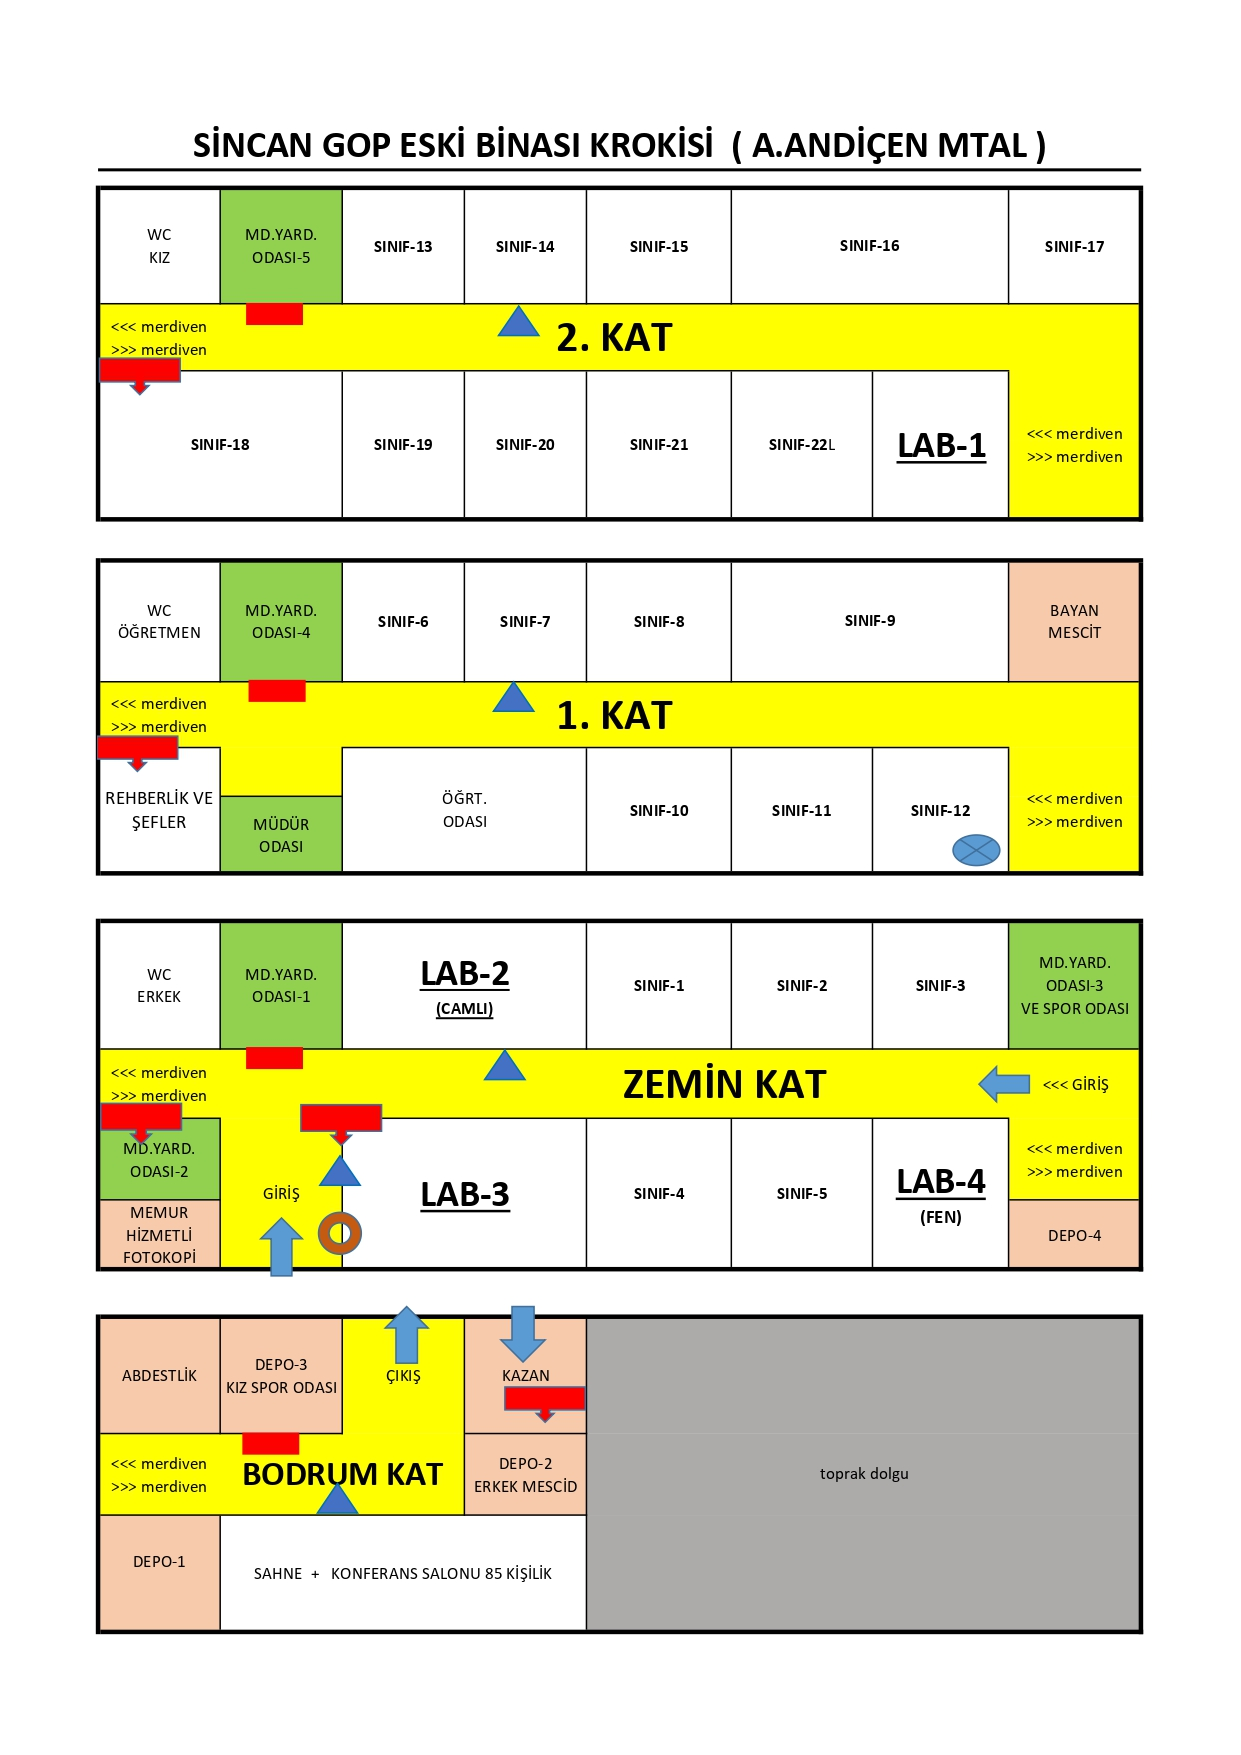 SİNCAN GOP ESKİ BİNASI KROKİSİ ( A.ANDİÇEN MTAL )
WC
KIZ
MD.YARD.
ODASI-5
SINIF-13
SINIF-14
SINIF-15
SINIF-16
SINIF-17
<<< merdiven
>>> merdiven
2. KAT
SINIF-18
SINIF-19
SINIF-20
SINIF-21
SINIF-22L
LAB-1
<<< merdiven
>>> merdiven
WC
ÖĞRETMEN
MD.YARD.
ODASI-4
SINIF-6
SINIF-7
SINIF-8
SINIF-9
BAYAN
MESCİT
<<< merdiven
>>> merdiven
1. KAT
REHBERLİK VE
ŞEFLER
MÜDÜR
ODASI
ÖĞRT.
ODASI
SINIF-10
SINIF-11
SINIF-12
<<< merdiven
>>> merdiven
WC
ERKEK
MD.YARD.
ODASI-1
LAB-2
(CAMLI)
SINIF-1
SINIF-2
SINIF-3
MD.YARD.
ODASI-3
VE SPOR ODASI
<<< merdiven
>>> merdiven
ZEMİN KAT
<<< GİRİŞ
MD.YARD.
ODASI-2
MEMUR
HİZMETLİ
FOTOKOPİ
GİRİŞ
LAB-3
SINIF-4
SINIF-5
LAB-4
(FEN)
<<< merdiven
>>> merdiven
DEPO-4
ABDESTLİK
DEPO-3
KIZ SPOR ODASI
ÇIKIŞ
KAZAN
<<< merdiven
>>> merdiven
BODRUM KAT
DEPO-2
ERKEK MESCİD
toprak dolgu
DEPO-1
SAHNE + KONFERANS SALONU 85 KİŞİLİK